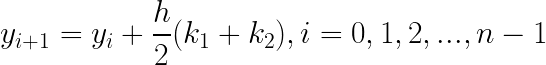 y_{i+1} = y_i + \frac{h}{2}(k_1 + k_2), i = 0, 1, 2, ..., n − 1